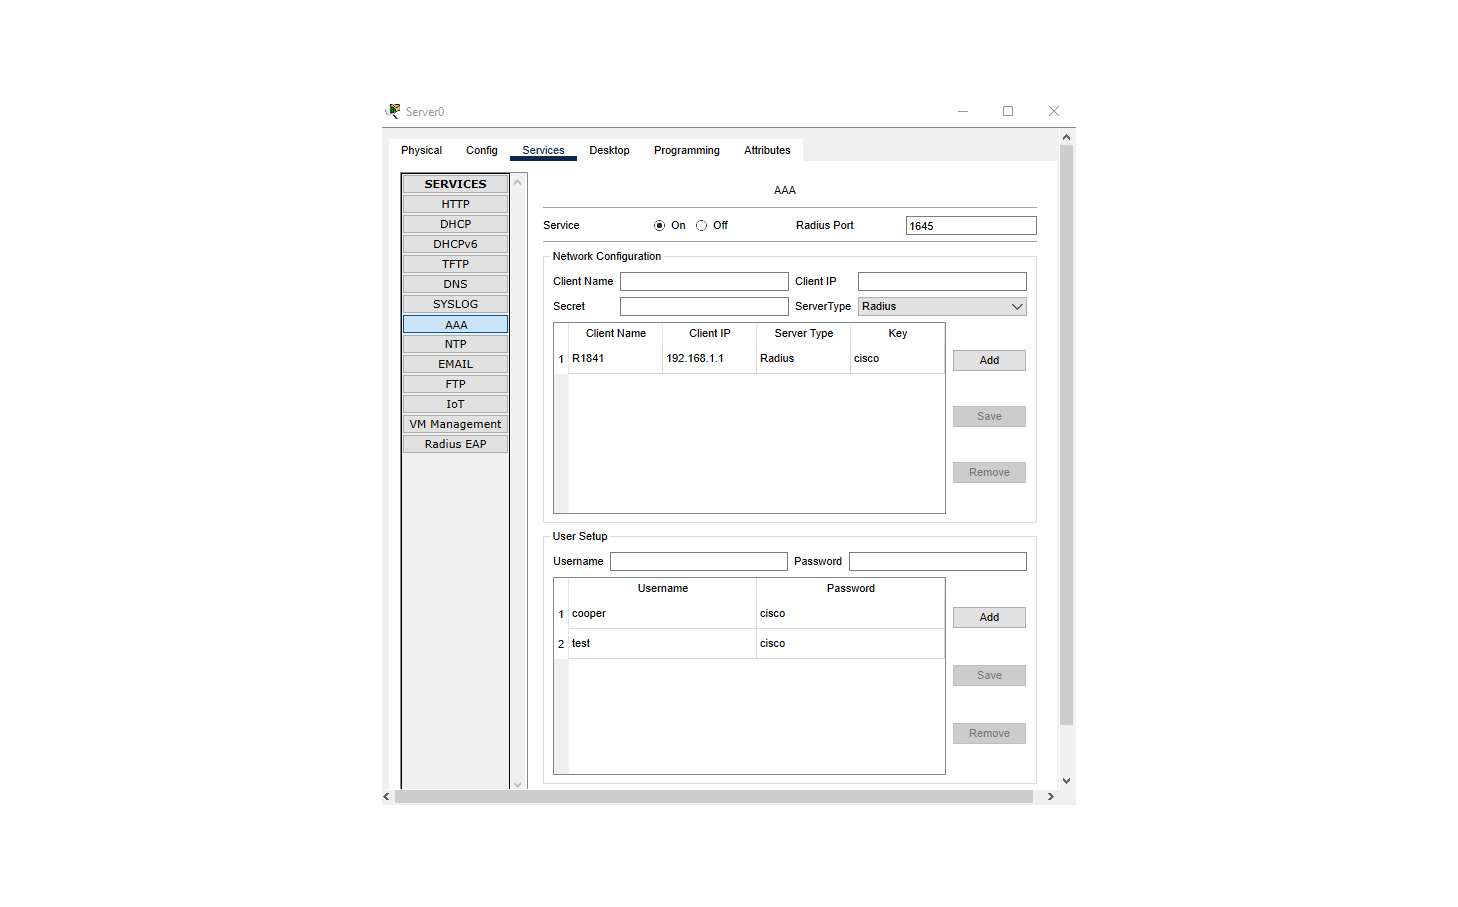 Server0
Physical Config Services Desktop Programming Attributes
SERVICES
HTTP
DHCP
DHCPv6
TFTP
DNS
SYSLOG
AAA
NTP
EMAIL
FTP
IoT
VM Management
Radius EAP
AAA
Service On Off Radius Port 1645
Network Configuration
Client Name Client IP
Secret ServerType Radius
Client Name Client IP Server Type Key
1 R1841 192.168.1.1 Radius cisco
Add
Save
Remove
User Setup
Username Password
Username Password
1 cooper cisco
2 test cisco
Add
Save
Remove